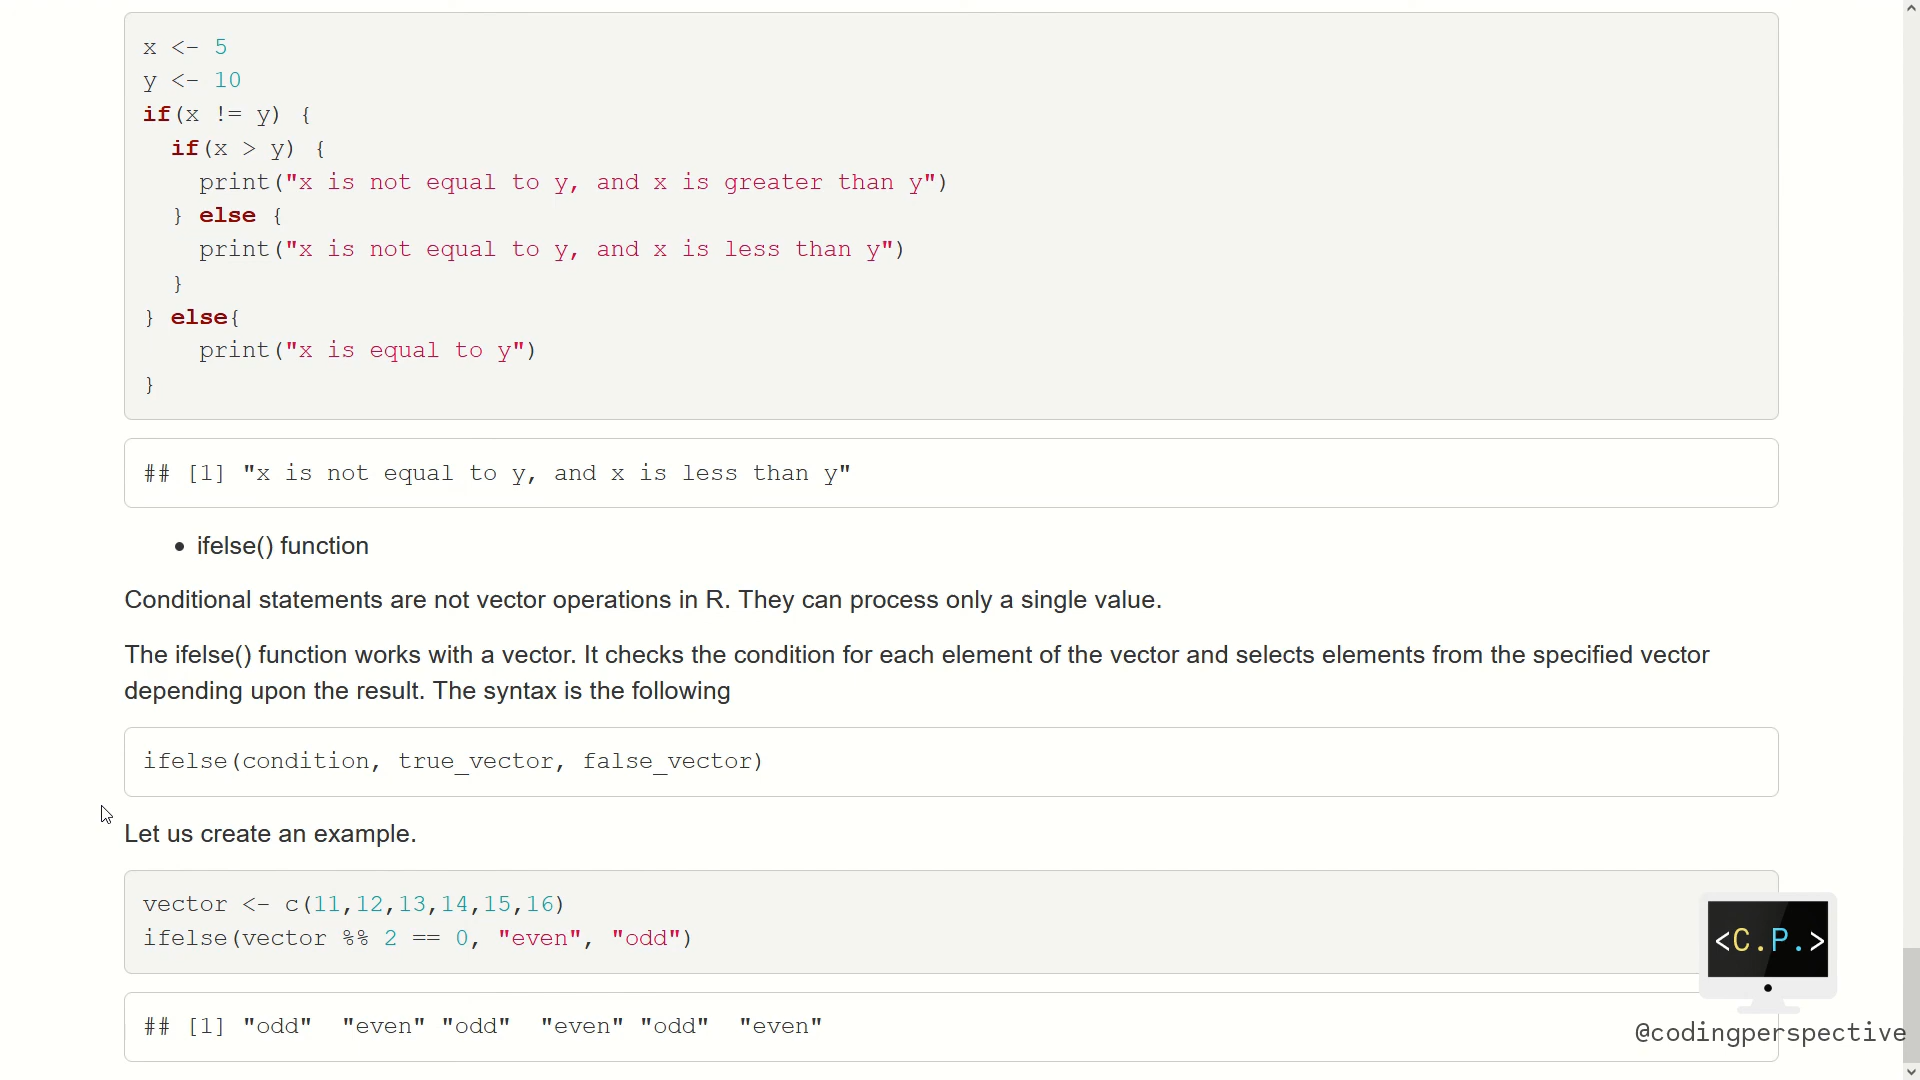 x <- 5
y <- 10
if(x != y) {
  if(x > y) {
    print("x is not equal to y, and x is greater than y")
  } else {
    print("x is not equal to y, and x is less than y")
  }
} else{
    print("x is equal to y")
}
## [1] "x is not equal to y, and x is less than y"
• ifelse() function
Conditional statements are not vector operations in R. They can process only a single value.
The ifelse() function works with a vector. It checks the condition for each element of the vector and selects elements from the specified vector
depending upon the result. The syntax is the following
ifelse(condition, true_vector, false_vector)
Let us create an example.
vector <- c(11,12,13,14,15,16)
ifelse(vector %% 2 == 0, "even", "odd")
## [1] "odd"  "even" "odd"  "even" "odd"  "even"
<C.P.>
@codingperspective